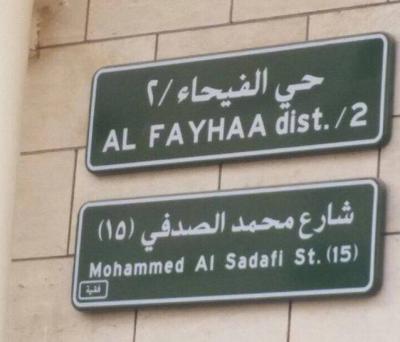 حي الفيحاء /٢
AL FAYHAA dist. /2
شارع محمد الصدفي (١٥)
Mohammed Al Sadafi St. (15)